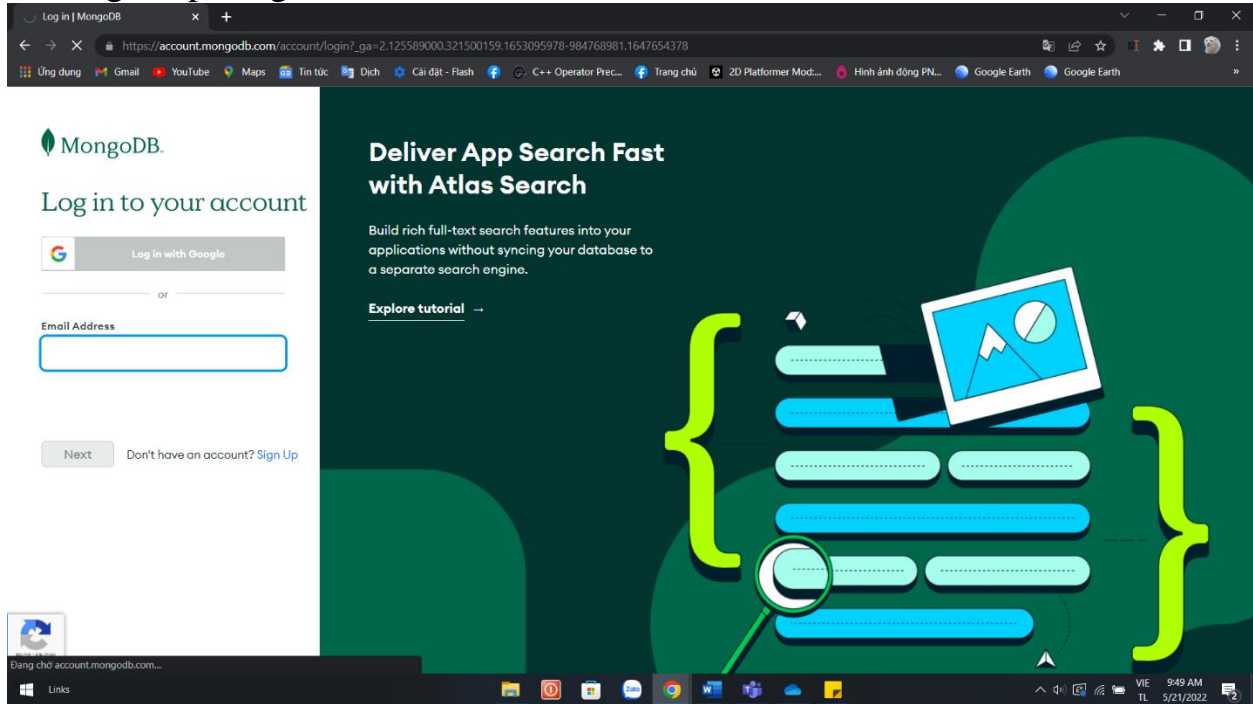 Log in | MongoDB
https://account.mongodb.com/account/login?_ga=2.125589000.321500159.1653095978-984768981.1647654378
Ứng dụng Gmail YouTube Maps Tin tức Dịch Cài đặt - Flash C++ Operator Prec... Trang chủ 2D Platformer Mod:... Hình ảnh động PN... Google Earth Google Earth »
MongoDB.
Log in to your account
Log in with Google
or
Email Address
Next Don't have an account? Sign Up
Deliver App Search Fast
with Atlas Search
Build rich full-text search features into your
applications without syncing your database to
a separate search engine.
Explore tutorial →
Đang chờ account.mongodb.com...
Links
Zalo
VIE 9:49 AM
TL 5/21/2022
2